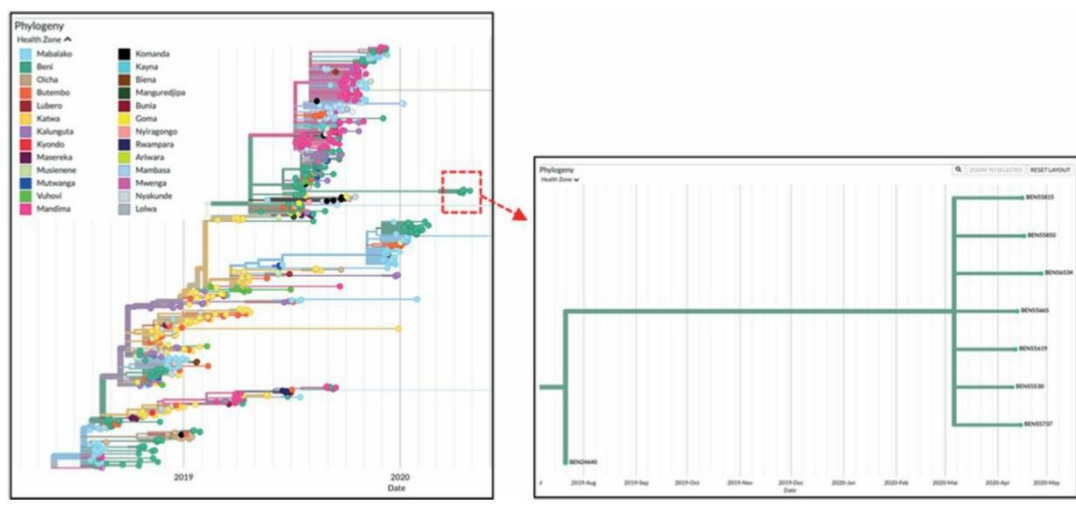 Phylogeny
Health Zone
Mabalako
Beni
Oicha
Butembo
Lubero
Katwa
Kalunguta
Kyondo
Masereka
Musienene
Mutwanga
Vuhovi
Mandima
Komanda
Kayna
Biena
Manguredjipa
Bunia
Goma
Nyiragongo
Rwampara
Ariwara
Mambasa
Mwenga
Nyakunde
Lolwa
2019
2020
Date
Phylogeny
Health Zone
ZOOM TO SELECTED
RESET LAYOUT
BEN55815
BEN55850
BEN56534
BEN55665
BEN55619
BEN55530
BEN55737
BEN26640
2019-Aug
2019-Sep
2019-Oct
2019-Nov
2019-Dec
2020-Jan
2020-Feb
2020-Mar
2020-Apr
2020-May
Date